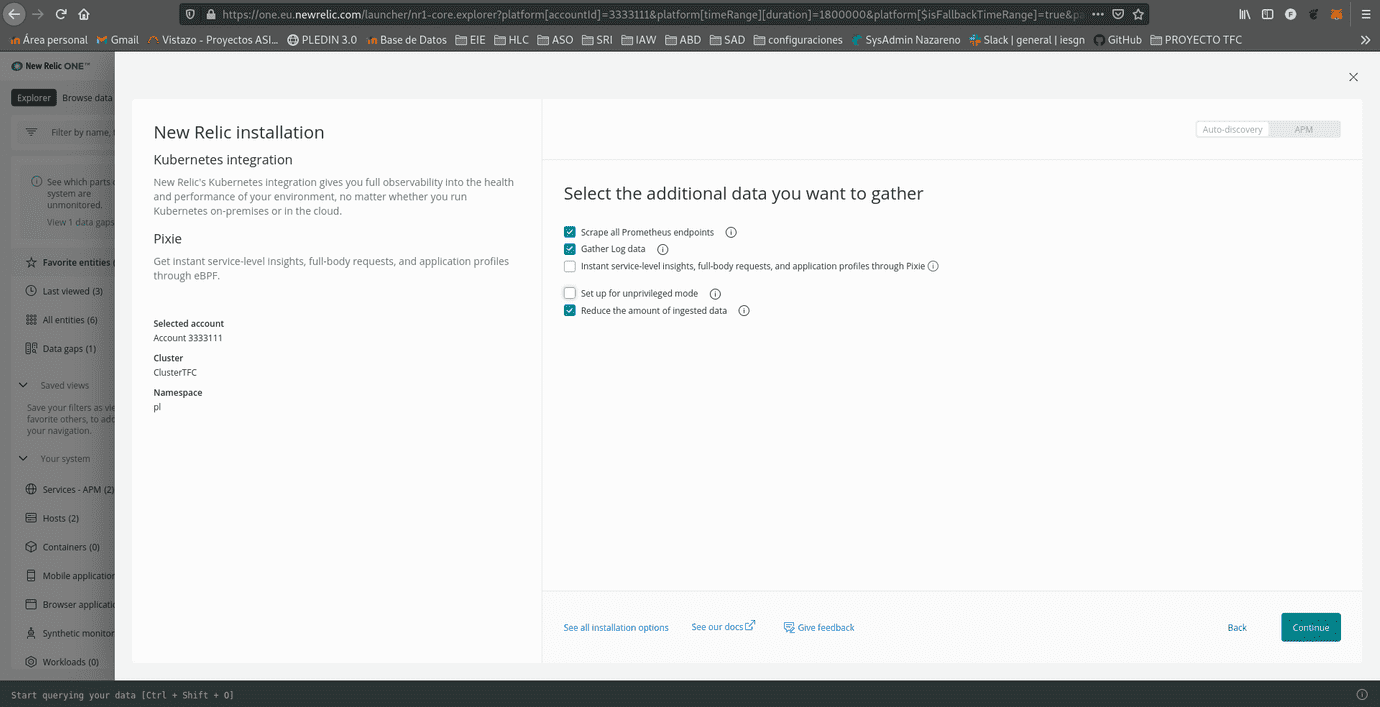 https://one.eu.newrelic.com/launcher/nr1-core.explorer?platform[accountId]=3333111&platform[timeRange][duration]=1800000&platform[$isFallbackTimeRange]=true&
Área personal Gmail Vistazo - Proyectos ASI... PLEDIN 3.0 Base de Datos EIE HLC ASO SRI IAW ABD SAD configuraciones SysAdmin Nazareno Slack | general | iesgn GitHub PROYECTO TFC
New Relic ONE™
Explorer Browse data
Filter by name,
See which parts
system are
unmonitored.
View 1 data gaps
Favorite entities
Last viewed (3)
All entities (6)
Data gaps (1)
Saved views
Save your filters as
favorite others, to
your navigation.
Your system
Services - APM (2)
Hosts (2)
Containers (0)
Mobile application
Browser
Synthetic monitor
Workloads (0)
New Relic installation
Kubernetes integration
New Relic's Kubernetes integration gives you full observability into the health
and performance of your environment, no matter whether you run
Kubernetes on-premises or in the cloud.
Pixie
Get instant service-level insights, full-body requests, and application profiles
through eBPF.
Selected account
Account 3333111
Cluster
ClusterTFC
Namespace
pl
Auto-discovery APM
Select the additional data you want to gather
Scrape all Prometheus endpoints
Gather Log data
Instant service-level insights, full-body requests, and application profiles through Pixie
Set up for unprivileged mode
Reduce the amount of ingested data
See all installation options See our docs Give feedback Back Continue
Start querying your data [Ctrl + Shift + O]